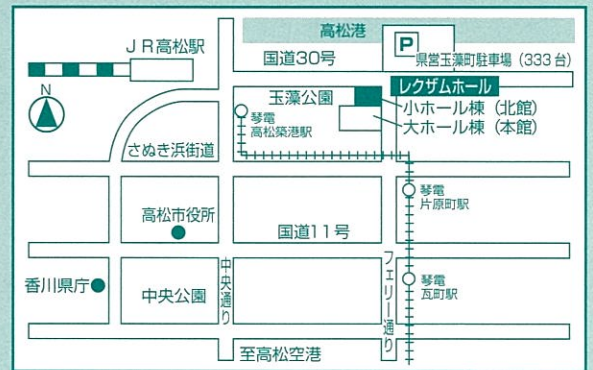 高松港
JR高松駅
国道30号
P
県営玉藻町駐車場（333台）
N
玉藻公園
レクザムホール
小ホール棟（北館）
大ホール棟（本館）
琴電
高松築港駅
さぬき浜街道
琴電
片原町駅
高松市役所
国道11号
香川県庁
中央公園
中央通り
フェリー通り
琴電
瓦町駅
至高松空港